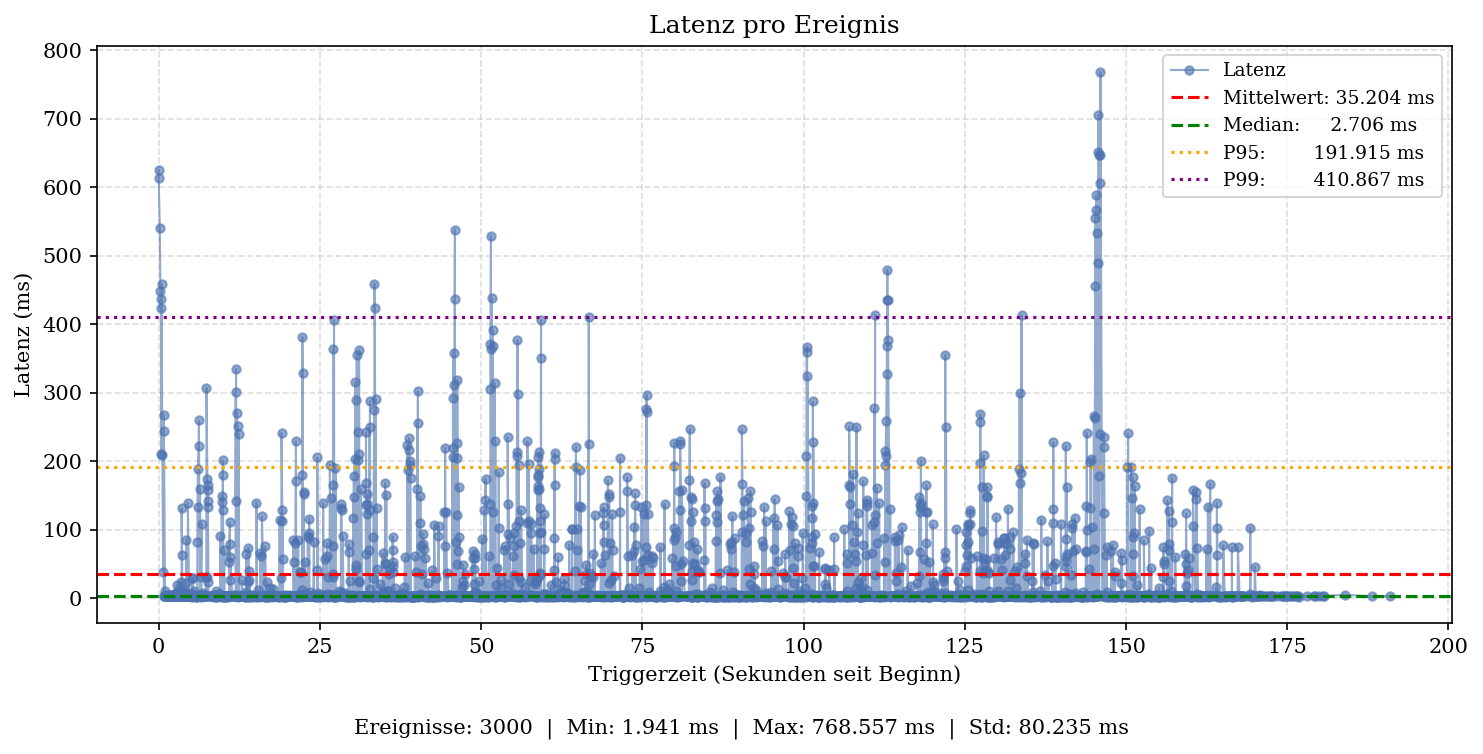 Latenz pro Ereignis
800
700
600
500
400
300
200
100
0
Latenz (ms)
Latenz
Mittelwert: 35.204 ms
Median: 2.706 ms
P95: 191.915 ms
P99: 410.867 ms
0 25 50 75 100 125 150 175 200
Triggerzeit (Sekunden seit Beginn)
Ereignisse: 3000 | Min: 1.941 ms | Max: 768.557 ms | Std: 80.235 ms